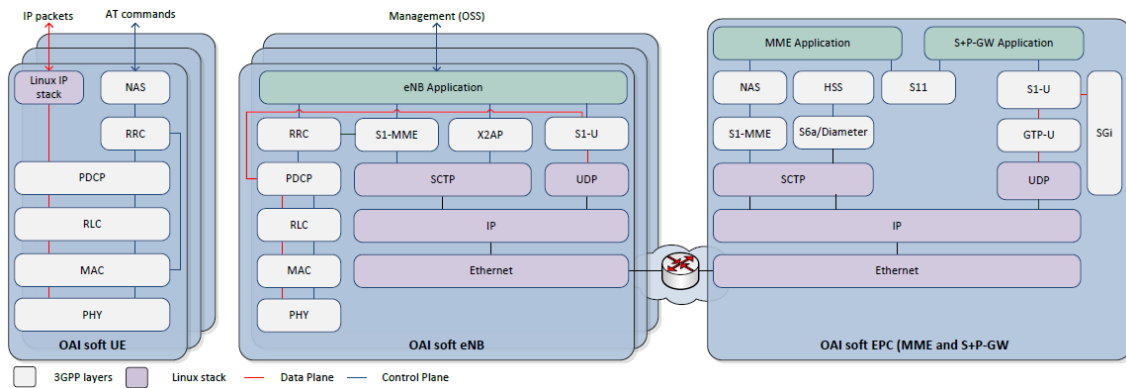 IP packets
AT commands
Linux IP
stack
NAS
RRC
PDCP
RLC
MAC
PHY
OAI soft UE
Management (OSS)
eNB Application
RRC
S1-MME
X2AP
S1-U
PDCP
SCTP
UDP
RLC
IP
MAC
Ethernet
PHY
OAI soft eNB
MME Application
S+P-GW Application
NAS
HSS
S11
S1-U
S1-MME
S6a/Diameter
GTP-U
SGi
SCTP
UDP
IP
Ethernet
OAI soft EPC (MME and S+P-GW
3GPP layers
Linux stack
Data Plane
Control Plane